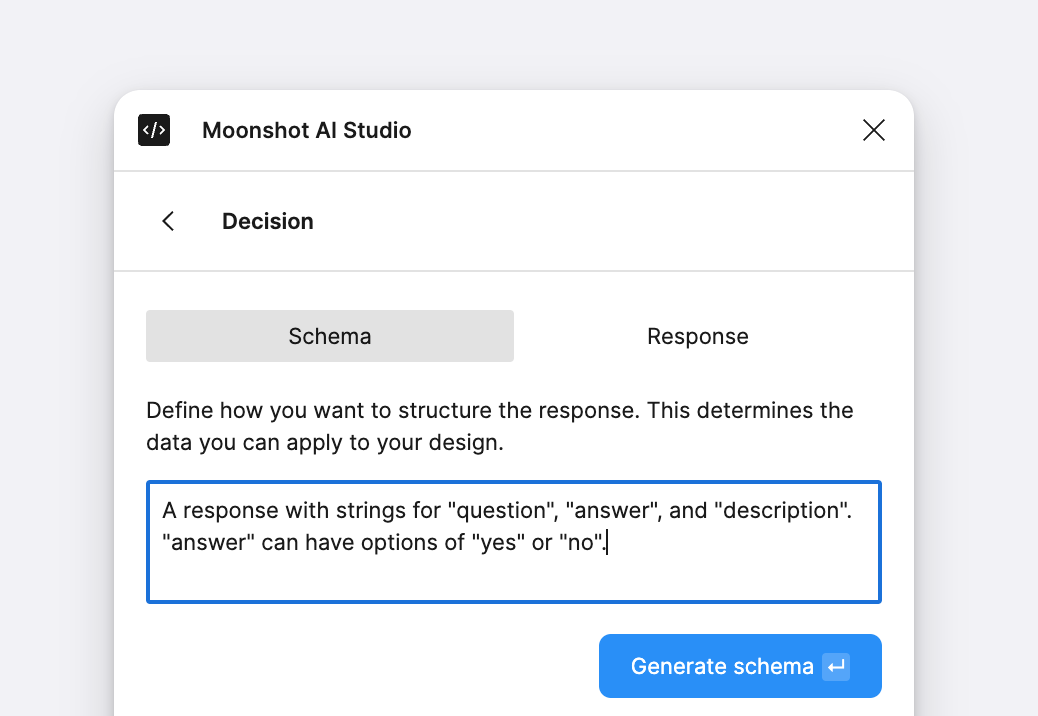 </> Moonshot AI Studio
Decision
Schema
Response
Define how you want to structure the response. This determines the
data you can apply to your design.
A response with strings for "question", "answer", and "description".
"answer" can have options of "yes" or "no".
Generate schema